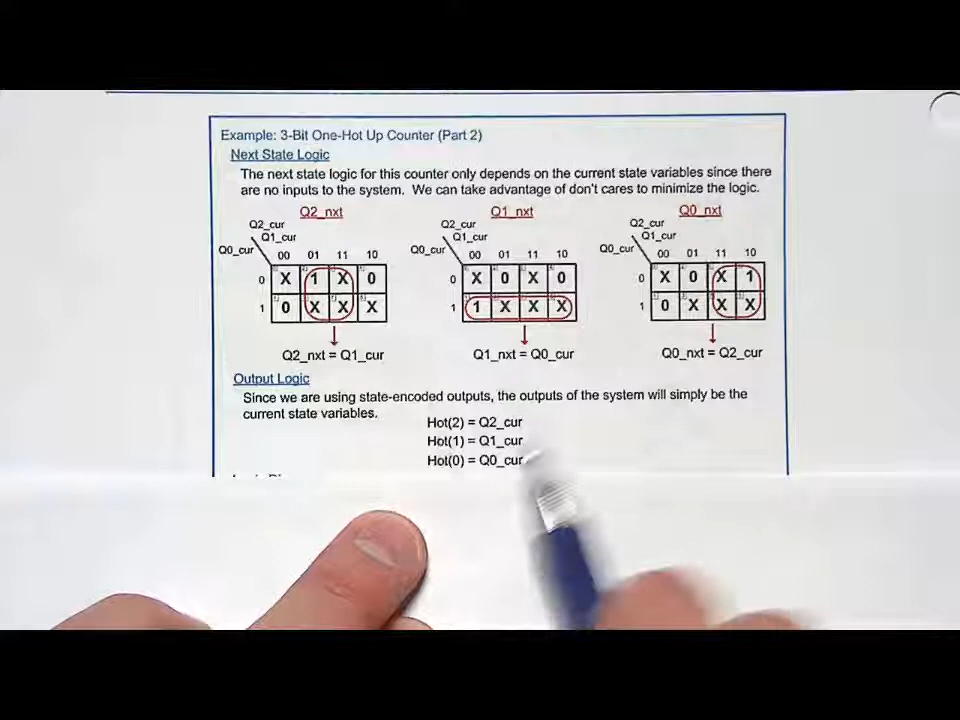 Example: 3-Bit One-Hot Up Counter (Part 2)
Next State Logic
The next state logic for this counter only depends on the current state variables since there
are no inputs to the system. We can take advantage of don't cares to minimize the logic.
Q2_nxt
Q2_cur
Q1_cur
Q0_cur
00 01 11 10
0 X 1 X 0
1 0 X X X
Q2_nxt = Q1_cur
Q1_nxt
Q2_cur
Q1_cur
Q0_cur
00 01 11 10
0 X 0 X 0
1 1 X X X
Q1_nxt = Q0_cur
Q0_nxt
Q2_cur
Q1_cur
Q0_cur
00 01 11 10
0 X 0 X 1
1 0 X X X
Q0_nxt = Q2_cur
Output Logic
Since we are using state-encoded outputs, the outputs of the system will simply be the
current state variables.
Hot(2) = Q2_cur
Hot(1) = Q1_cur
Hot(0) = Q0_cur